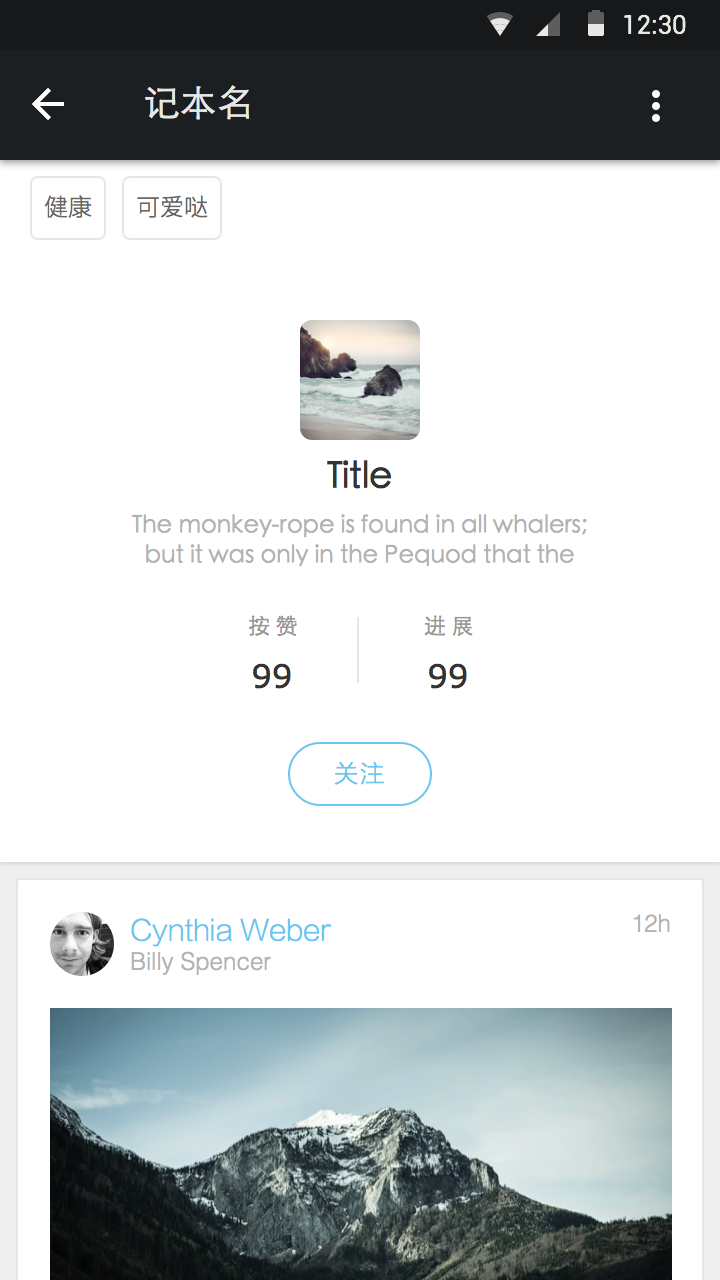 12:30
记本名
健康
可爱哒
Title
The monkey-rope is found in all whalers;
but it was only in the Pequod that the
按赞
进展
99
99
关注
Cynthia Weber
12h
Billy Spencer